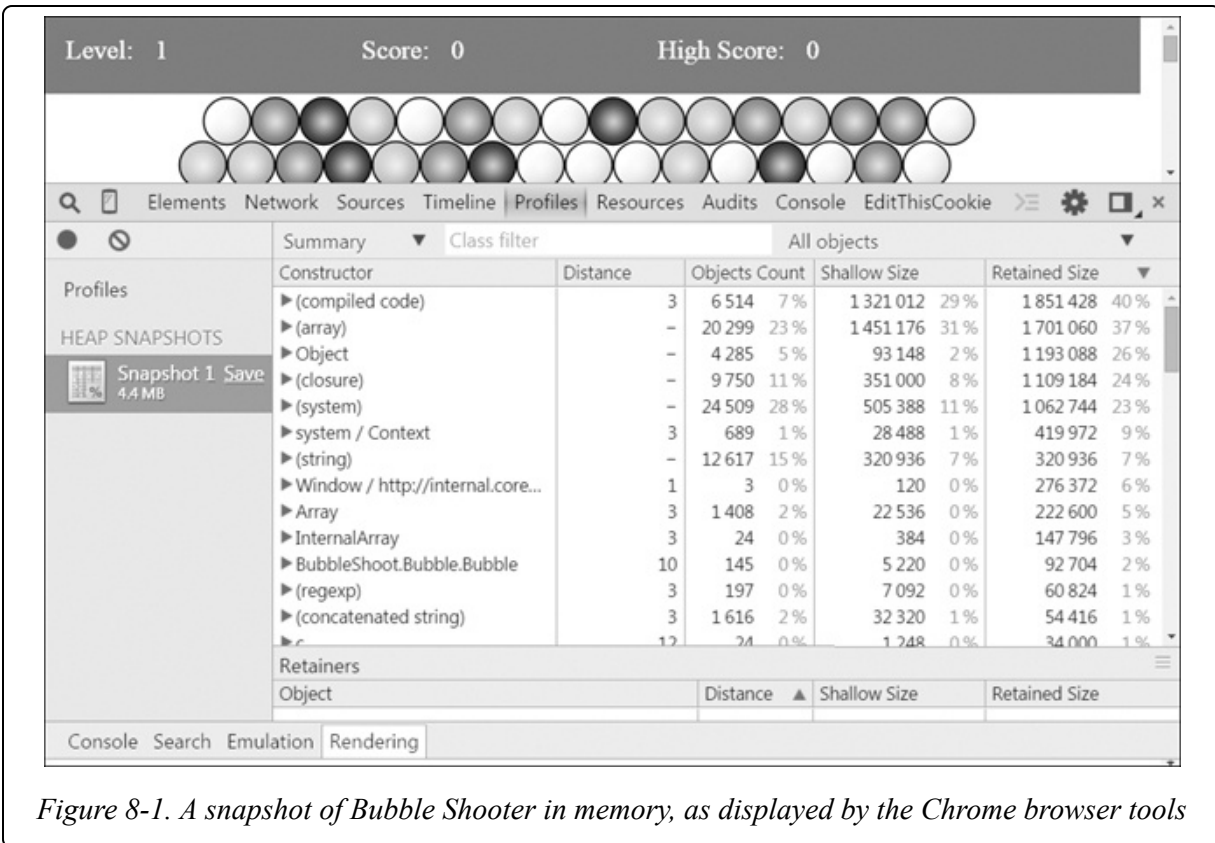 Level: 1 Score: 0 High Score: 0
Elements Network Sources Timeline Profiles Resources Audits Console EditThisCookie
Summary Class filter All objects
Profiles
HEAP SNAPSHOTS
Snapshot 1 Save
4.4 MB
Constructor Distance Objects Count Shallow Size Retained Size
(compiled code) 3 6 514 7 % 1 321 012 29 % 1 851 428 40 %
(array) – 20 299 23 % 1 451 176 31 % 1 701 060 37 %
Object – 4 285 5 % 93 148 2 % 1 193 088 26 %
(closure) – 9 750 11 % 351 000 8 % 1 109 184 24 %
(system) – 24 509 28 % 505 388 11 % 1 062 744 23 %
system / Context 3 689 1 % 28 488 1 % 419 972 9 %
(string) – 12 617 15 % 320 936 7 % 320 936 7 %
Window / http://internal.core... 1 3 0 % 120 0 % 276 372 6 %
Array 3 1 408 2 % 22 536 0 % 222 600 5 %
InternalArray 3 24 0 % 384 0 % 147 796 3 %
BubbleShoot.Bubble.Bubble 10 145 0 % 5 220 0 % 92 704 2 %
(regexp) 3 197 0 % 7 092 0 % 60 824 1 %
(concatenated string) 3 1 616 2 % 32 320 1 % 54 416 1 %
c 12 24 0 % 1 248 0 % 34 000 1 %
Retainers
Object Distance Shallow Size Retained Size
Console Search Emulation Rendering
Figure 8-1. A snapshot of Bubble Shooter in memory, as displayed by the Chrome browser tools